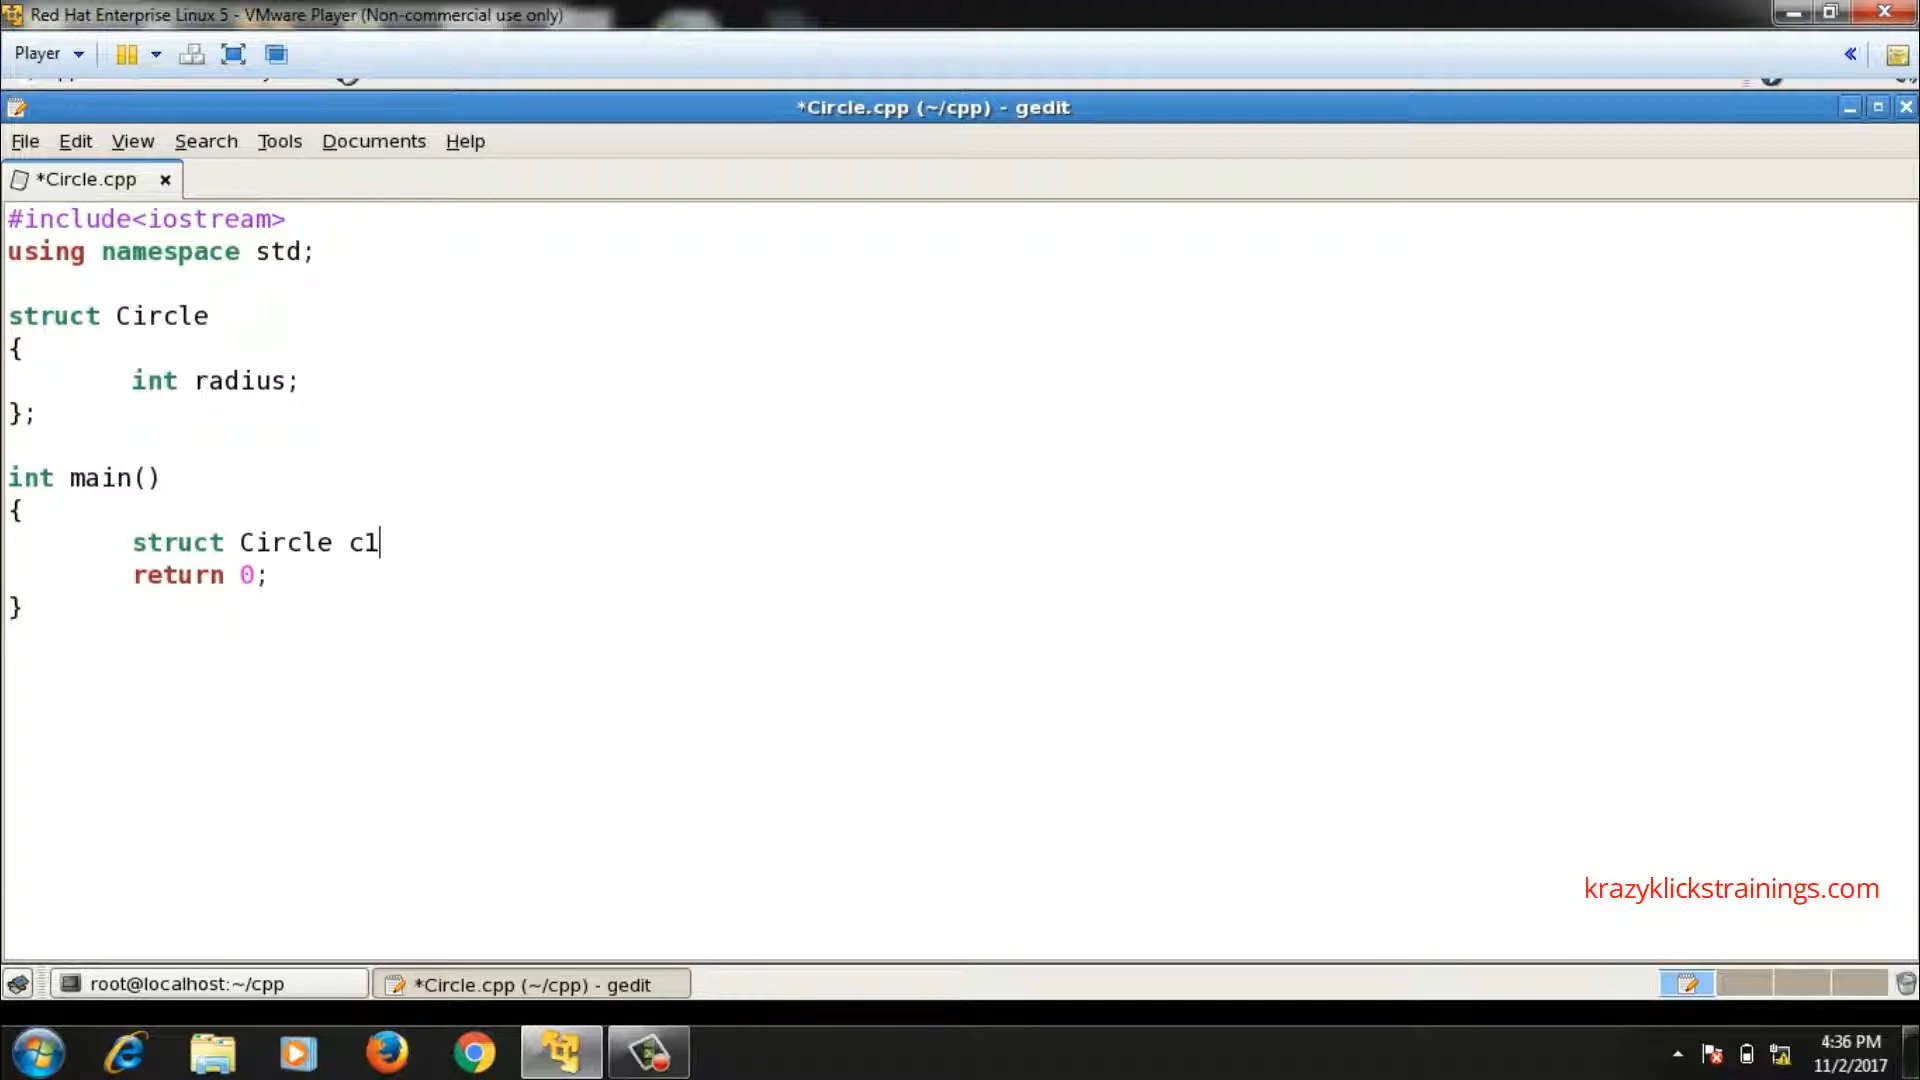 Red Hat Enterprise Linux 5 - VMware Player (Non-commercial use only)
Player
*Circle.cpp (~/cpp) - gedit
File Edit View Search Tools Documents Help
*Circle.cpp
#include<iostream>
using namespace std;
struct Circle
{
int radius;
};
int main()
{
struct Circle c1
return 0;
}
krazyklickstrainings.com
root@localhost:~/cpp
*Circle.cpp (~/cpp) - gedit
4:36 PM
11/2/2017